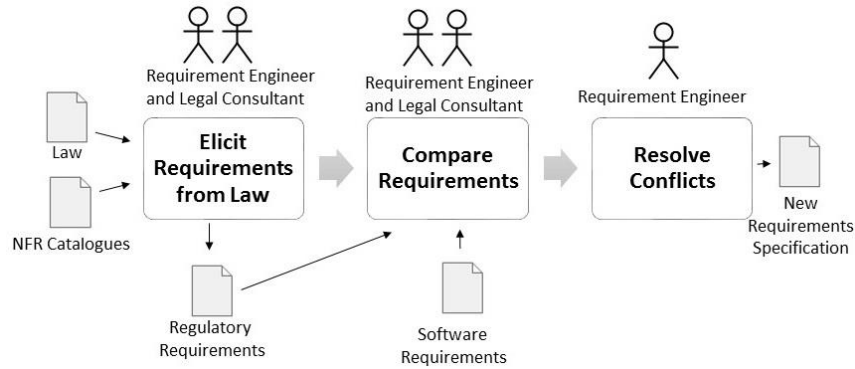 Requirement Engineer
and Legal Consultant
Requirement Engineer
and Legal Consultant
Requirement Engineer
Law
NFR Catalogues
Elicit
Requirements
from Law
Compare
Requirements
Resolve
Conflicts
New
Requirements
Specification
Regulatory
Requirements
Software
Requirements